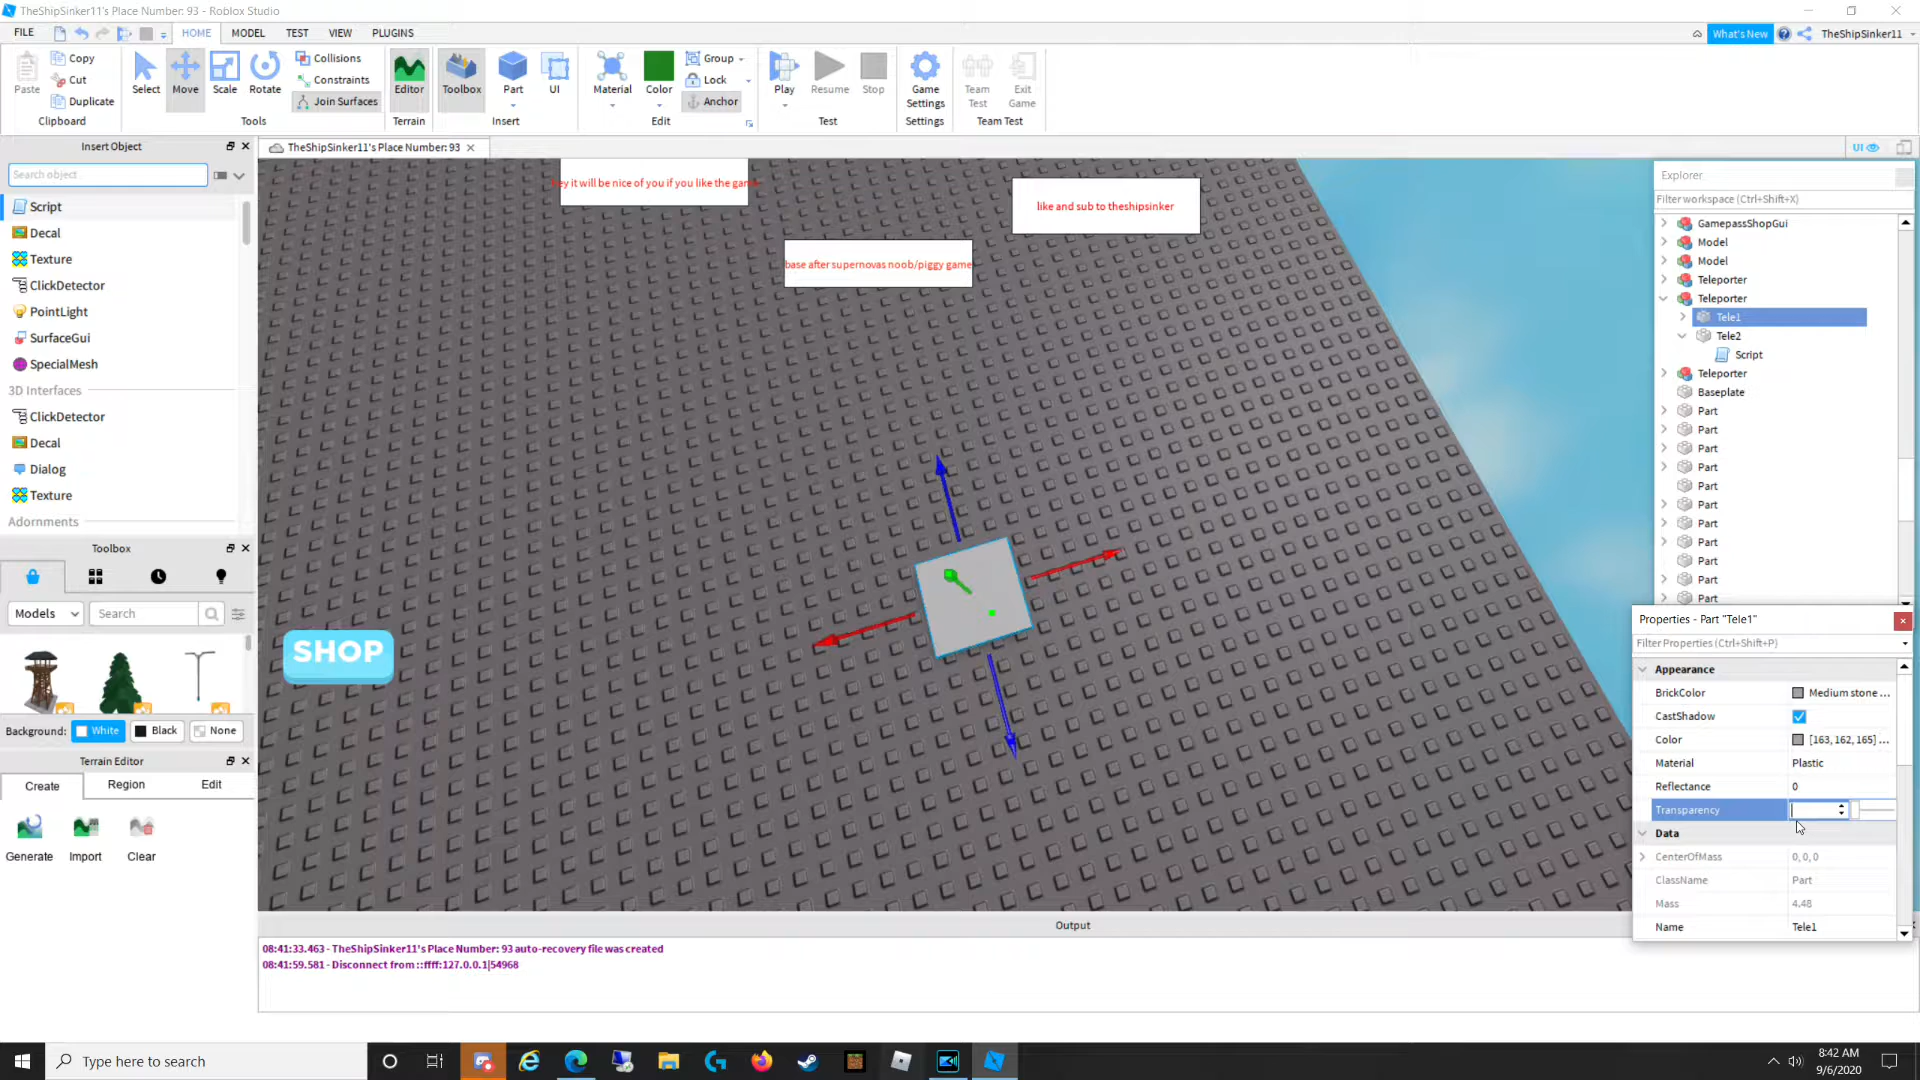 TheShipSinker11's Place Number: 93 - Roblox Studio
FILE HOME MODEL TEST VIEW PLUGINS What's New TheShipSinker11
Paste Copy Cut Duplicate Clipboard
Select Move Scale Rotate Collisions Constraints Join Surfaces Tools
Editor Terrain
Toolbox Part UI Insert
Material Color Group Lock Anchor Edit
Play Resume Stop Test
Game Settings Settings
Team Test Exit Game Team Test
Insert Object
Search object
Script
Decal
Texture
ClickDetector
PointLight
SurfaceGui
SpecialMesh
3D Interfaces
ClickDetector
Decal
Dialog
Texture
Adornments
Toolbox
Models Search
Background: White Black None
Terrain Editor
Create Region Edit
Generate Import Clear
TheShipSinker11's Place Number: 93
UI
ey it will be nice of you if you like the gam
like and sub to theshipsinker
base after supernovas noob/piggy game
SHOP
Explorer
Filter workspace (Ctrl+Shift+X)
GamepassShopGui
Model
Model
Teleporter
Teleporter
Tele1
Tele2
Script
Teleporter
Baseplate
Part
Part
Part
Part
Part
Part
Part
Part
Part
Part
Part
Properties - Part "Tele1"
Filter Properties (Ctrl+Shift+P)
Appearance
BrickColor Medium stone ...
CastShadow
Color [163, 162, 165] ...
Material Plastic
Reflectance 0
Transparency
Data
CenterOfMass 0, 0, 0
ClassName Part
Mass 4.48
Name Tele1
Output
08:41:33.463 - TheShipSinker11's Place Number: 93 auto-recovery file was created
08:41:59.581 - Disconnect from ::ffff:127.0.0.1|54968
Type here to search
8:42 AM
9/6/2020